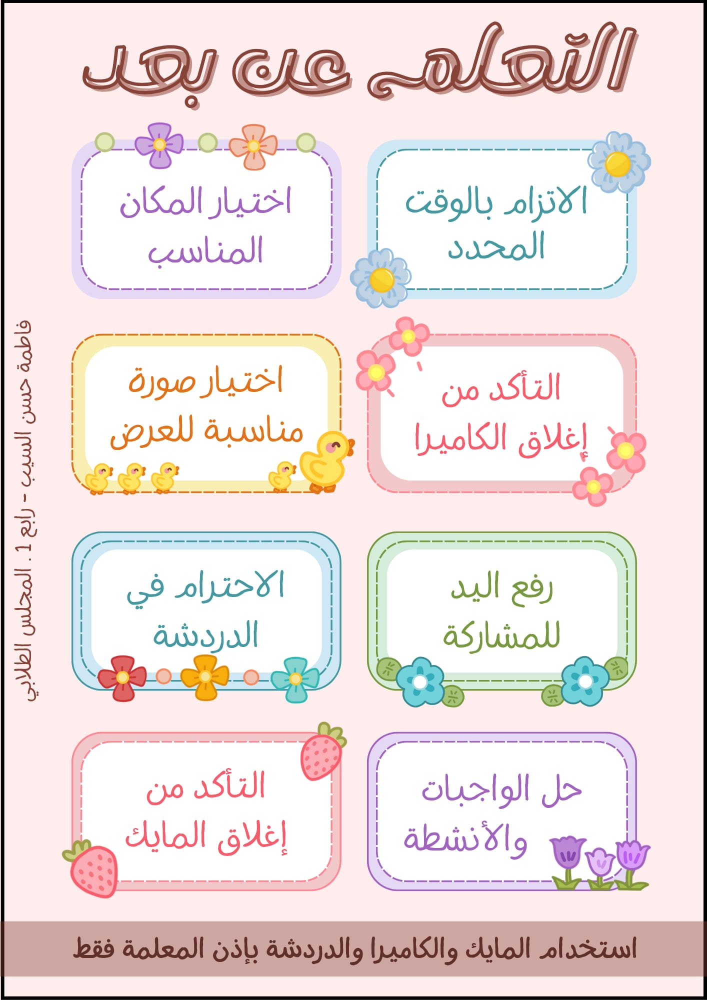 التعلم عن بعد
الاتزام بالوقت
المحدد
اختيار المكان
المناسب
التأكد من
إغلاق الكاميرا
اختيار صورة
مناسبة للعرض
رفع اليد
للمشاركة
الاحترام في
الدردشة
حل الواجبات
والأنشطة
التأكد من
إغلاق المايك
استخدام المايك والكاميرا والدردشة بإذن المعلمة فقط
فاطمة حسن السيب - رابع 1 . المجلس الطلابي